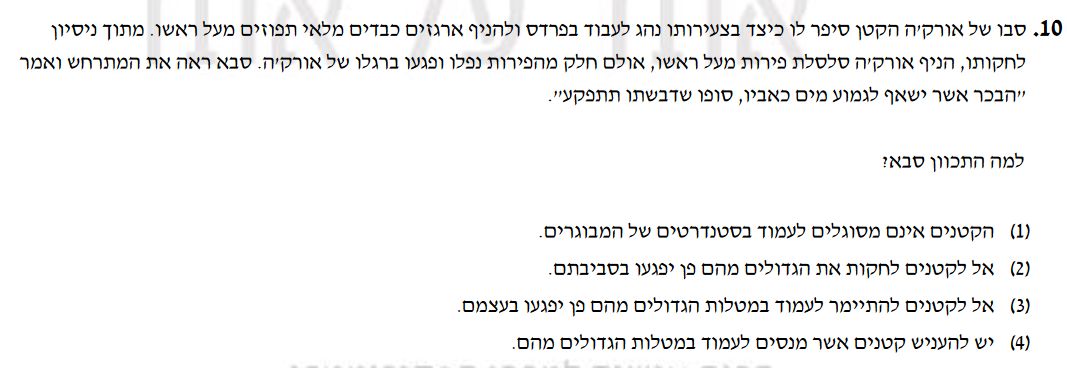 10. סבו של אורק׳ה הקטן סיפר לו כיצד בצעירותו נהג לעבוד בפרדס ולהניף ארגזים כבדים מלאי תפוזים מעל ראשו. מתוך ניסיון
לחקותו, הניף אורק׳ה סלסלת פירות מעל ראשו, אולם חלק מהפירות נפלו ופגעו ברגלו של אורק׳ה. סבא ראה את המתרחש ואמר
״הבכר אשר ישאף לגמוע מים כאביו, סופו שדבשתו תתפקע״.
למה התכוון סבא?
(1) הקטנים אינם מסוגלים לעמוד בסטנדרטים של המבוגרים.
(2) אל לקטנים לחקות את הגדולים מהם פן יפגעו בסביבתם.
(3) אל לקטנים להתיימר לעמוד במטלות הגדולים מהם פן יפגעו בעצמם.
(4) יש להעניש קטנים אשר מנסים לעמוד במטלות הגדולים מהם.